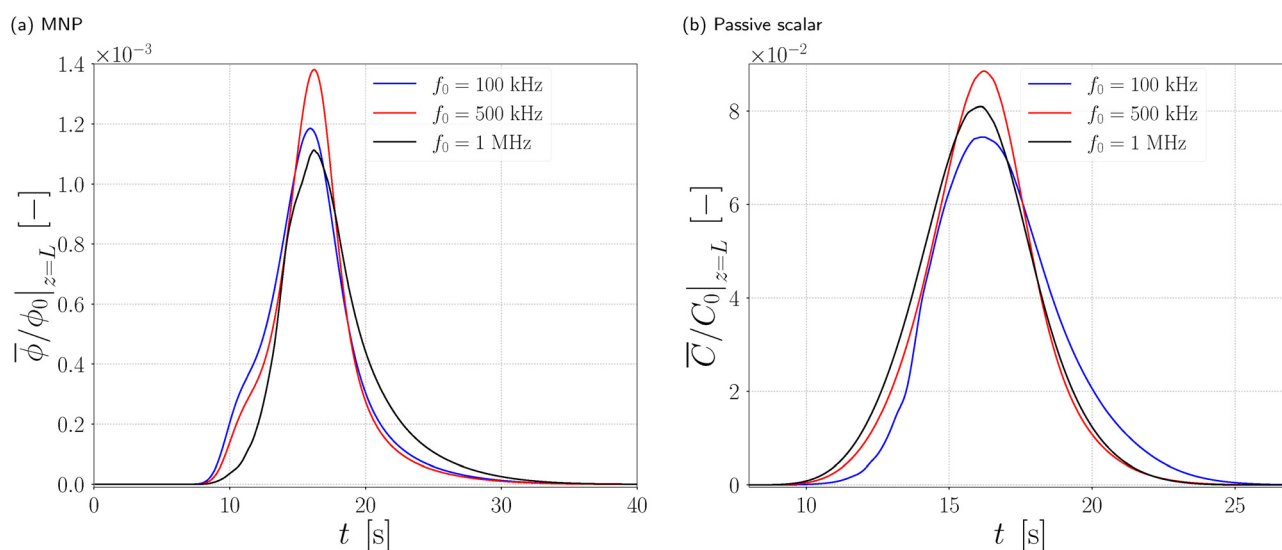 (a) MNP
×10⁻³
1.4
1.2
1.0
0.8
0.6
0.4
0.2
0.0
0
10
20
30
40
f₀ = 100 kHz
f₀ = 500 kHz
f₀ = 1 MHz
ϕ̅/ϕ₀|z=L [−]
t [s]
(b) Passive scalar
×10⁻²
8
6
4
2
0
10
15
20
25
f₀ = 100 kHz
f₀ = 500 kHz
f₀ = 1 MHz
C̅/C₀|z=L [−]
t [s]